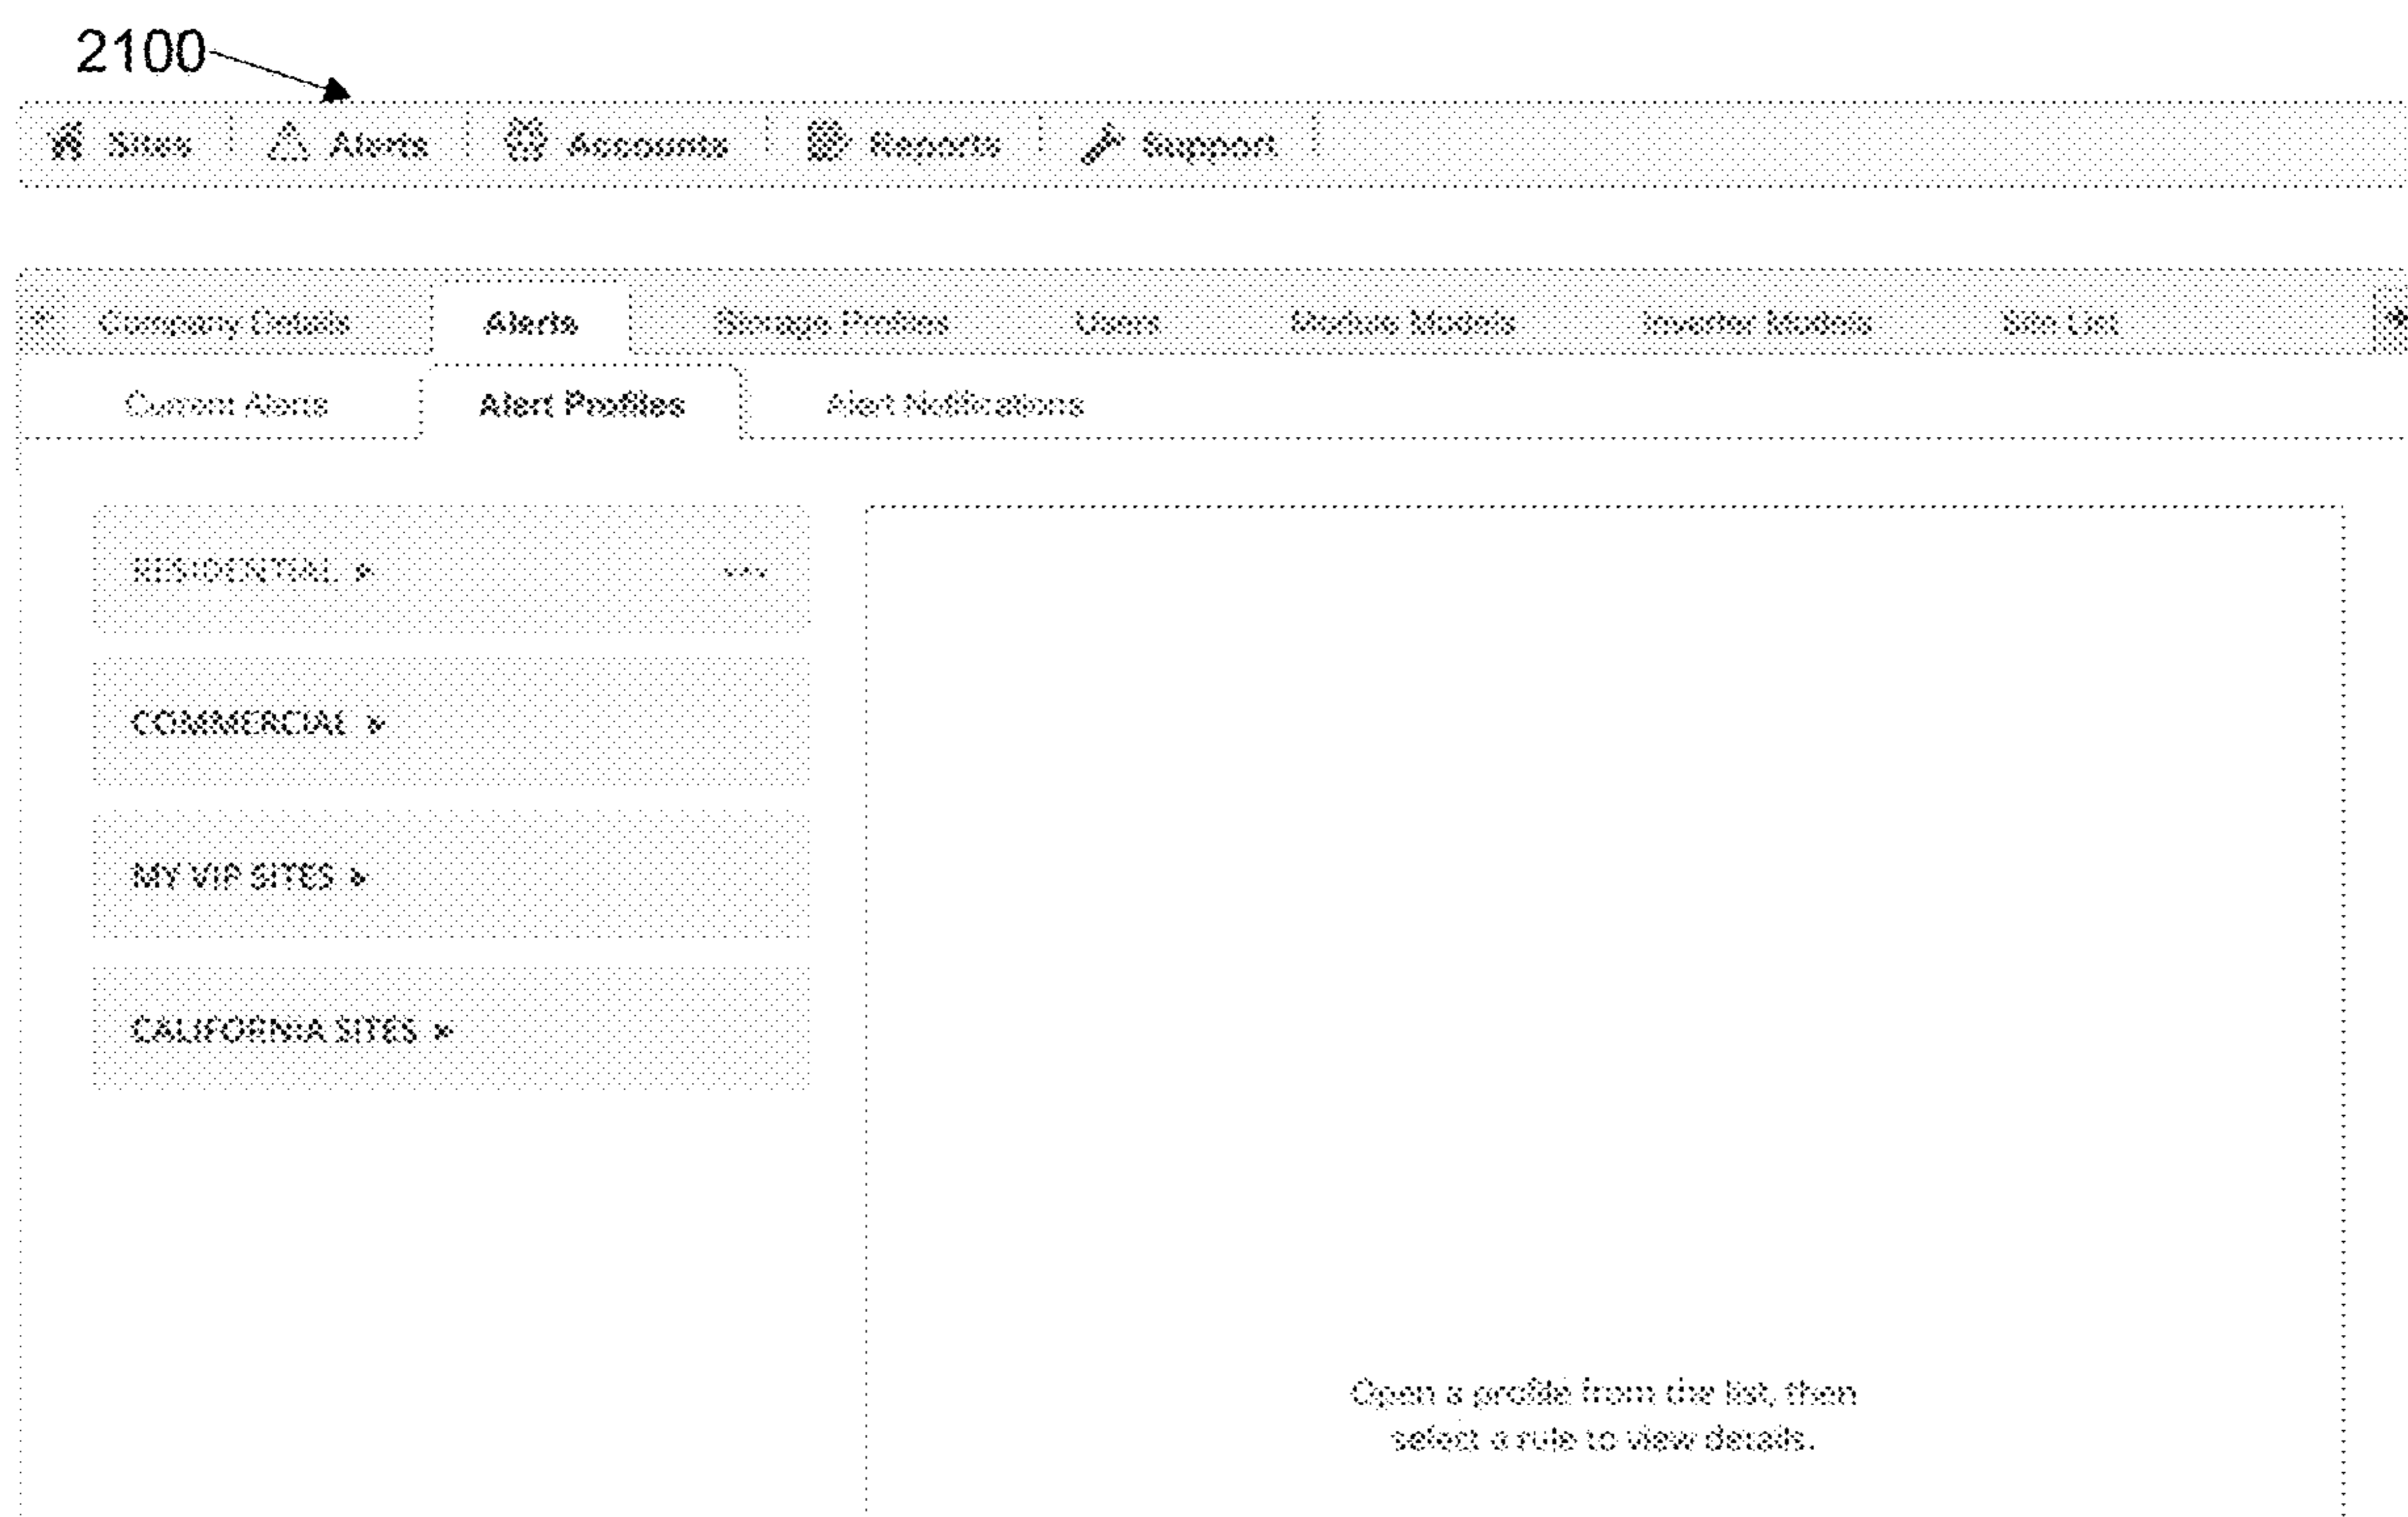 2100
Sites Alerts Accounts Reports Support
Company Details Alerts Storage Profiles Users Module Models Inverter Models Site List
Current Alerts Alert Profiles Alert Notifications
RESIDENTIAL
COMMERCIAL
MY VIP SITES
CALIFORNIA SITES
Open a profile from the list, then
select a rule to view details.